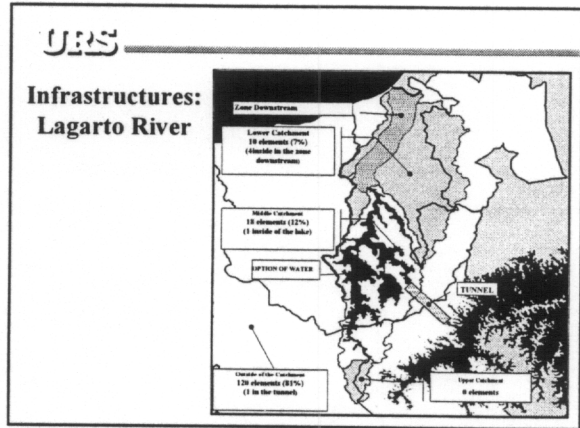 URS
Infrastructures:
Lagarto River
Zone Downstream
Lower Catchment
10 elements (7%)
(4inside in the zone
downstream)
Middle Catchment
18 elements (12%)
(1 inside of the lake)
OPTION OF WATER
TUNNEL
Outside of the Catchment
120 elements (81%)
(1 in the tunnel)
Upper Catchment
0 elements